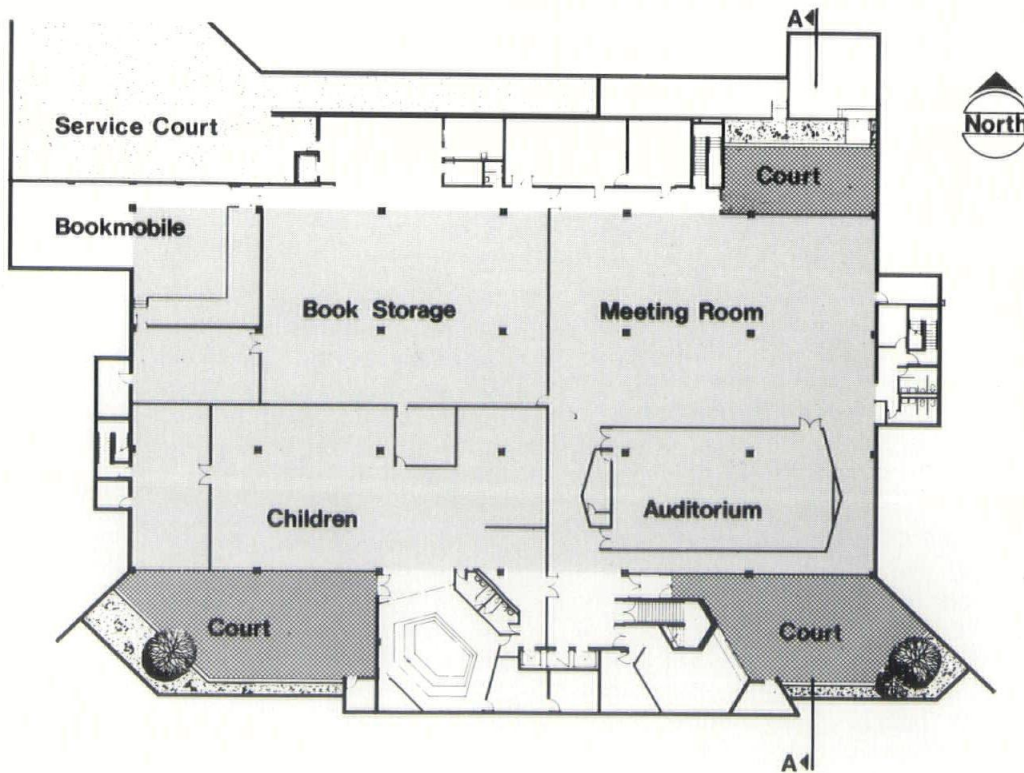 A
Service Court
North
Court
Bookmobile
Book Storage
Meeting Room
Children
Auditorium
Court
Court
A